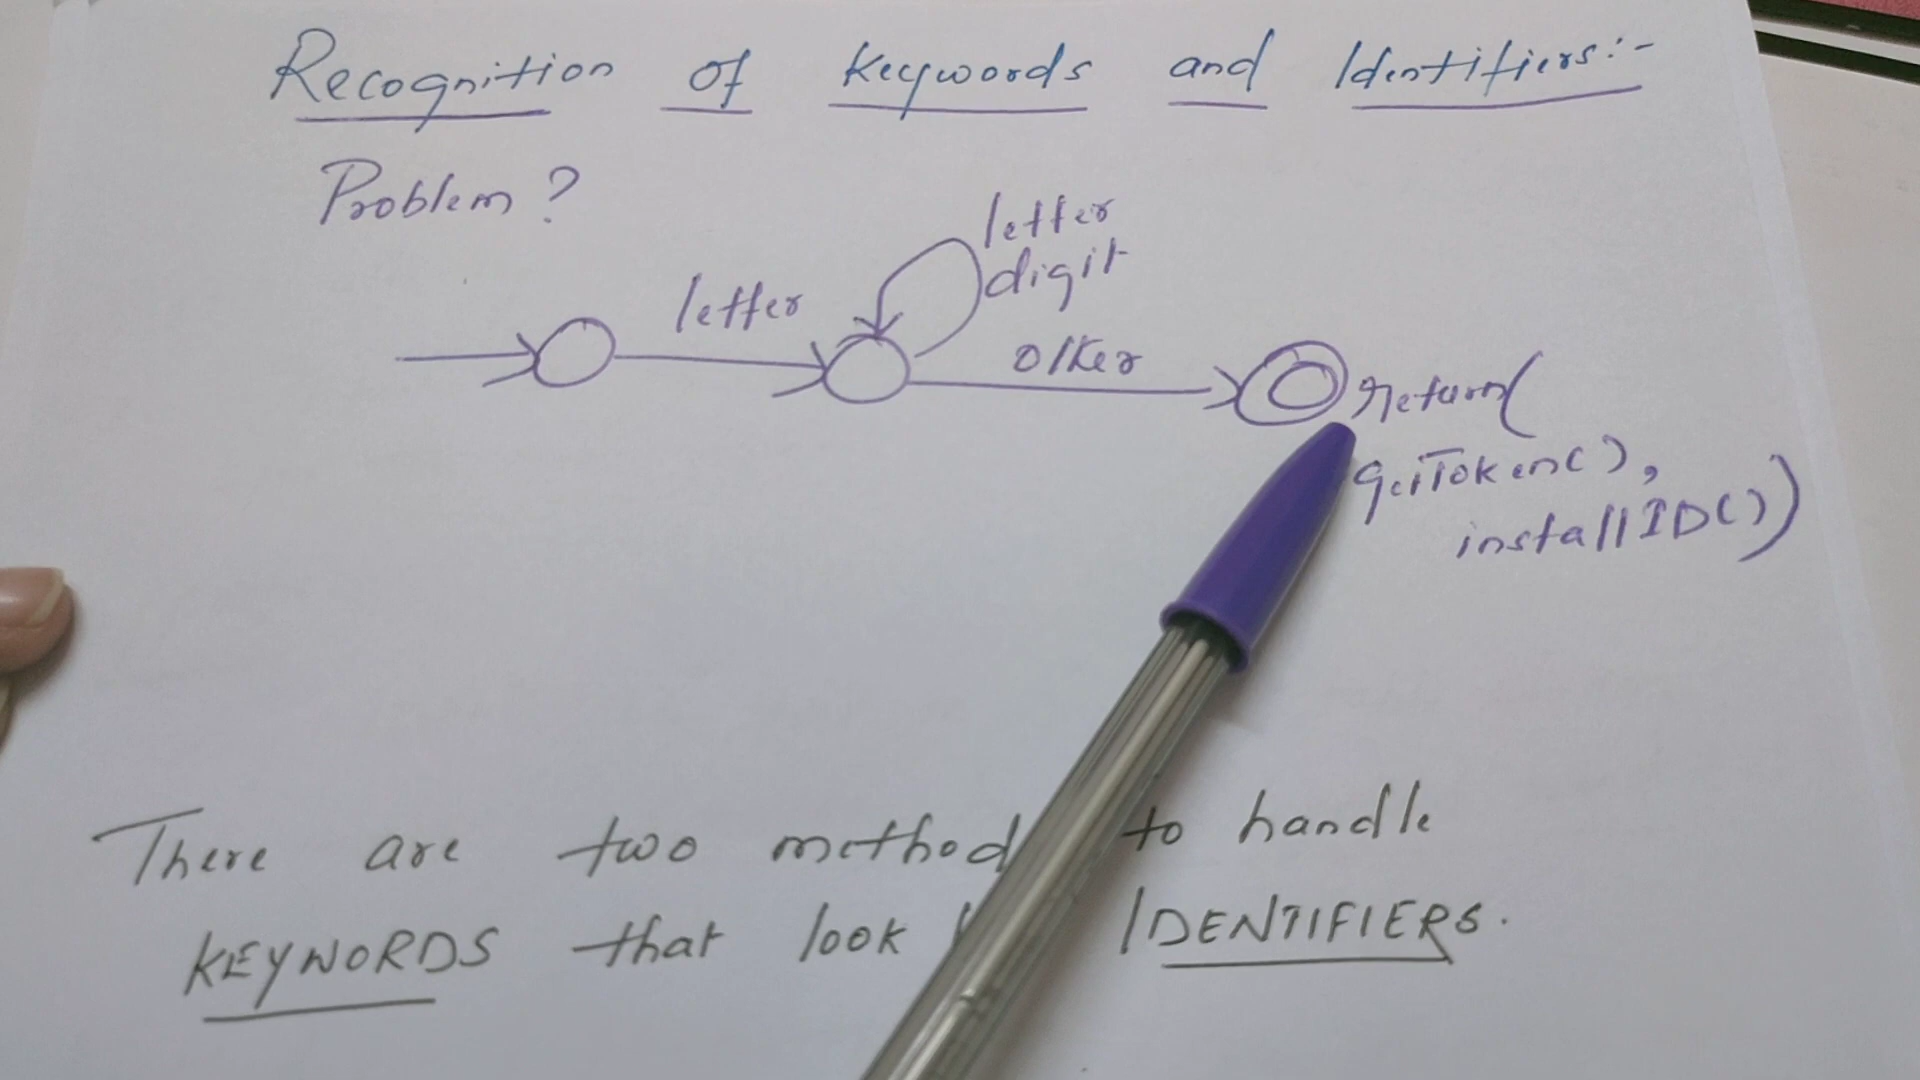 Recognition of Keywords and Identifiers:-
Problem?
letter
digit
letter
other
return(
getToken(),
installID())
There are two method to handle
KEYWORDS that look IDENTIFIERS.